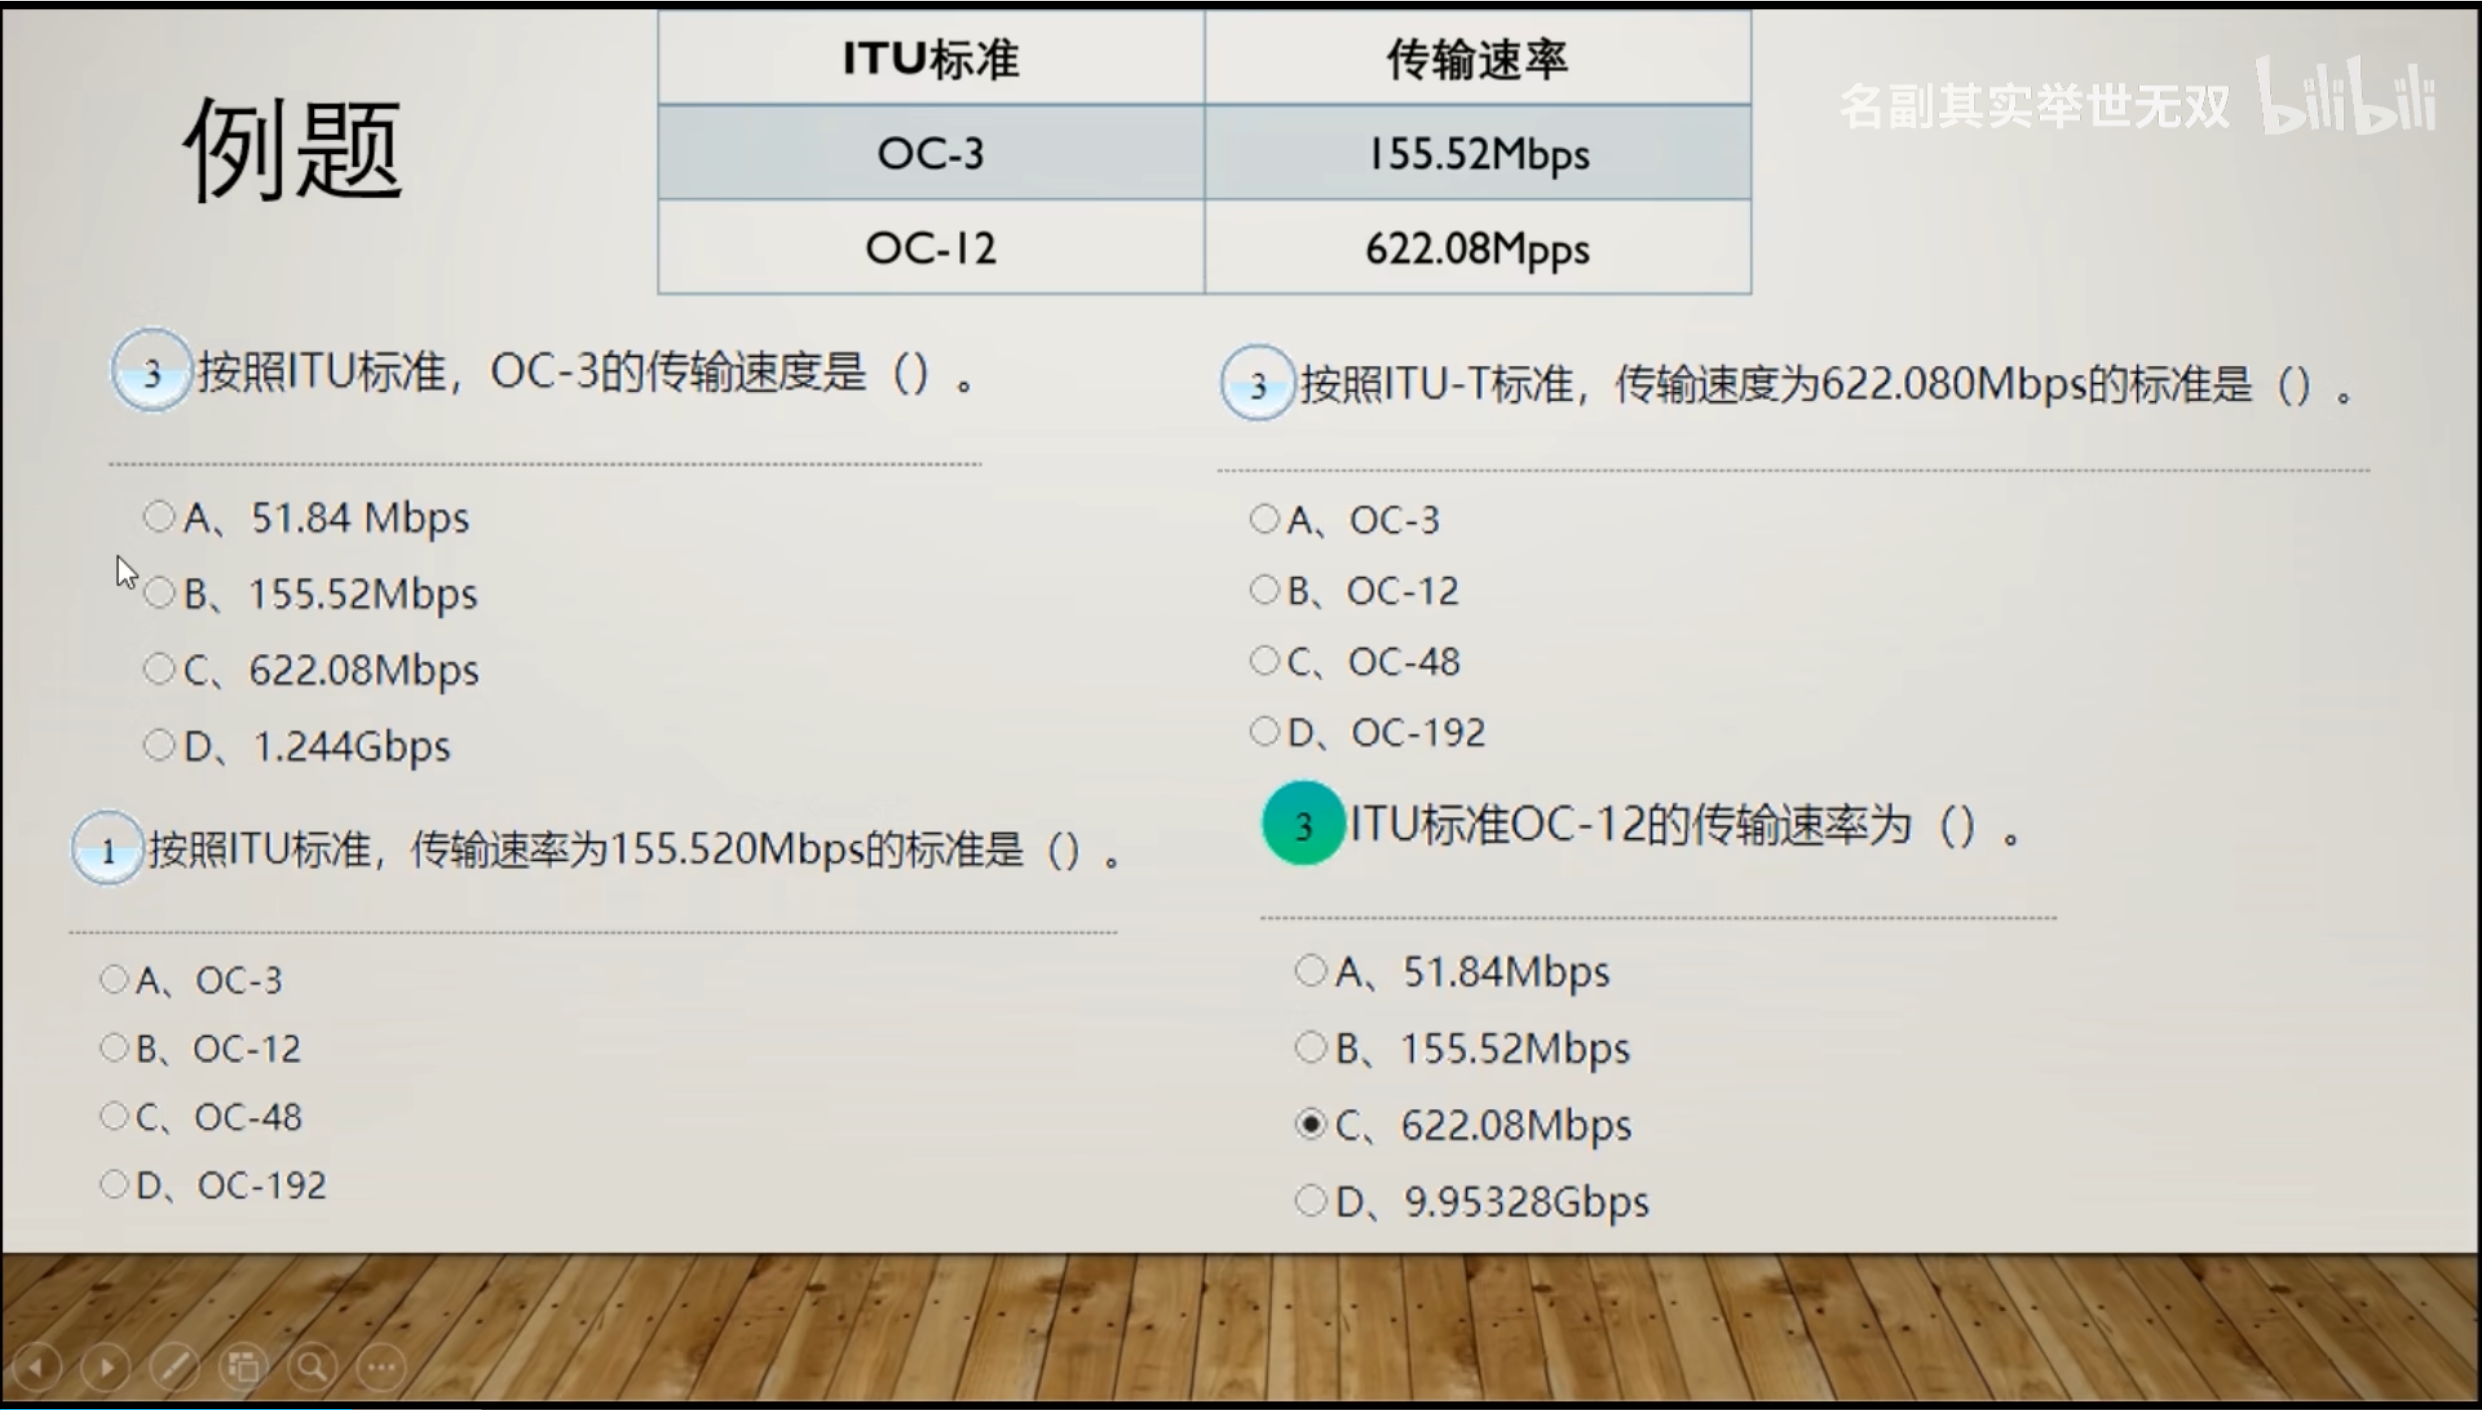 例题
ITU标准 传输速率
OC-3 155.52Mbps
OC-12 622.08Mpps
名副其实举世无双 bilibili
3 按照ITU标准，OC-3的传输速度是（）。
A、51.84 Mbps
B、155.52Mbps
C、622.08Mbps
D、1.244Gbps
1 按照ITU标准，传输速率为155.520Mbps的标准是（）。
A、OC-3
B、OC-12
C、OC-48
D、OC-192
3 按照ITU-T标准，传输速度为622.080Mbps的标准是（）。
A、OC-3
B、OC-12
C、OC-48
D、OC-192
3 ITU标准OC-12的传输速率为（）。
A、51.84Mbps
B、155.52Mbps
C、622.08Mbps
D、9.95328Gbps